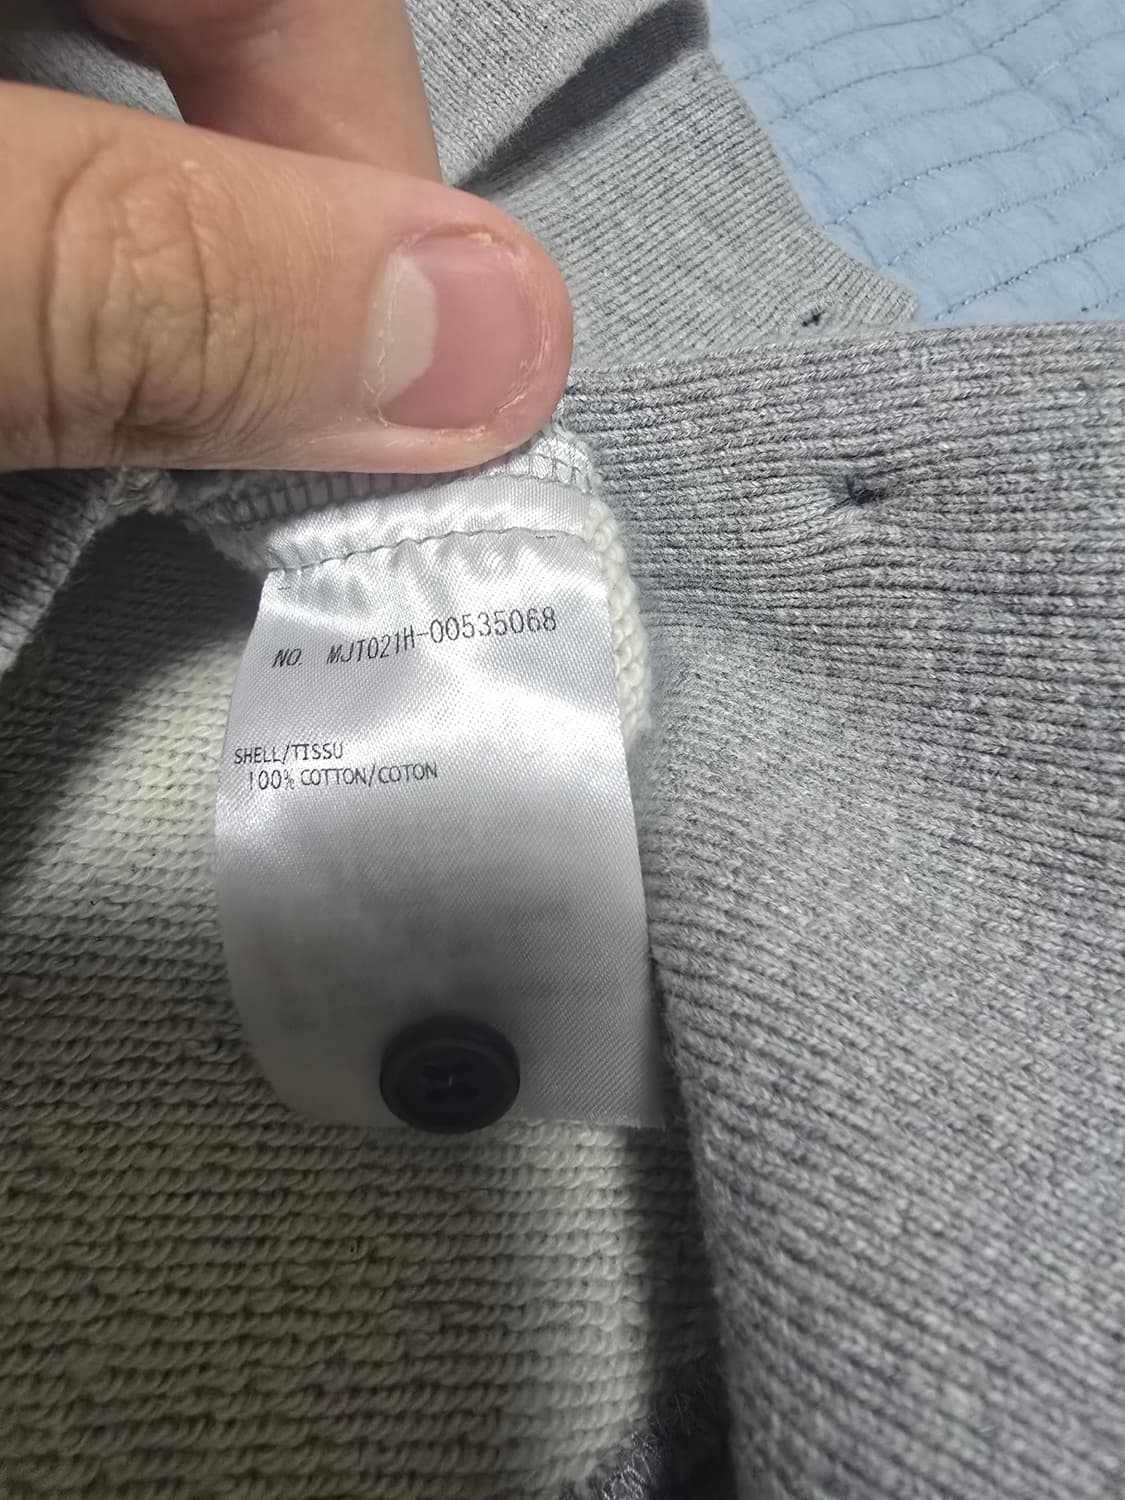 NO. MJT021H-00535068
SHELL/TISSU
100% COTTON/COTON